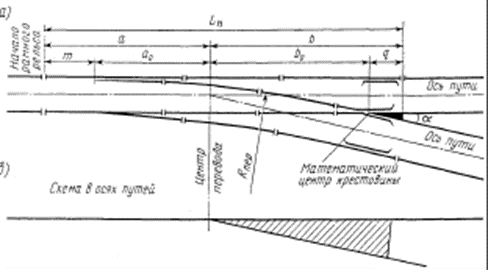 а)
Lп
a
b
Начало
рамного
рельса
m
a₀
b₀
q
Ось пути
α
Ось пути
Центр
перевода
Rпер
Математический
центр крестовины
в)
Схема в осях путей